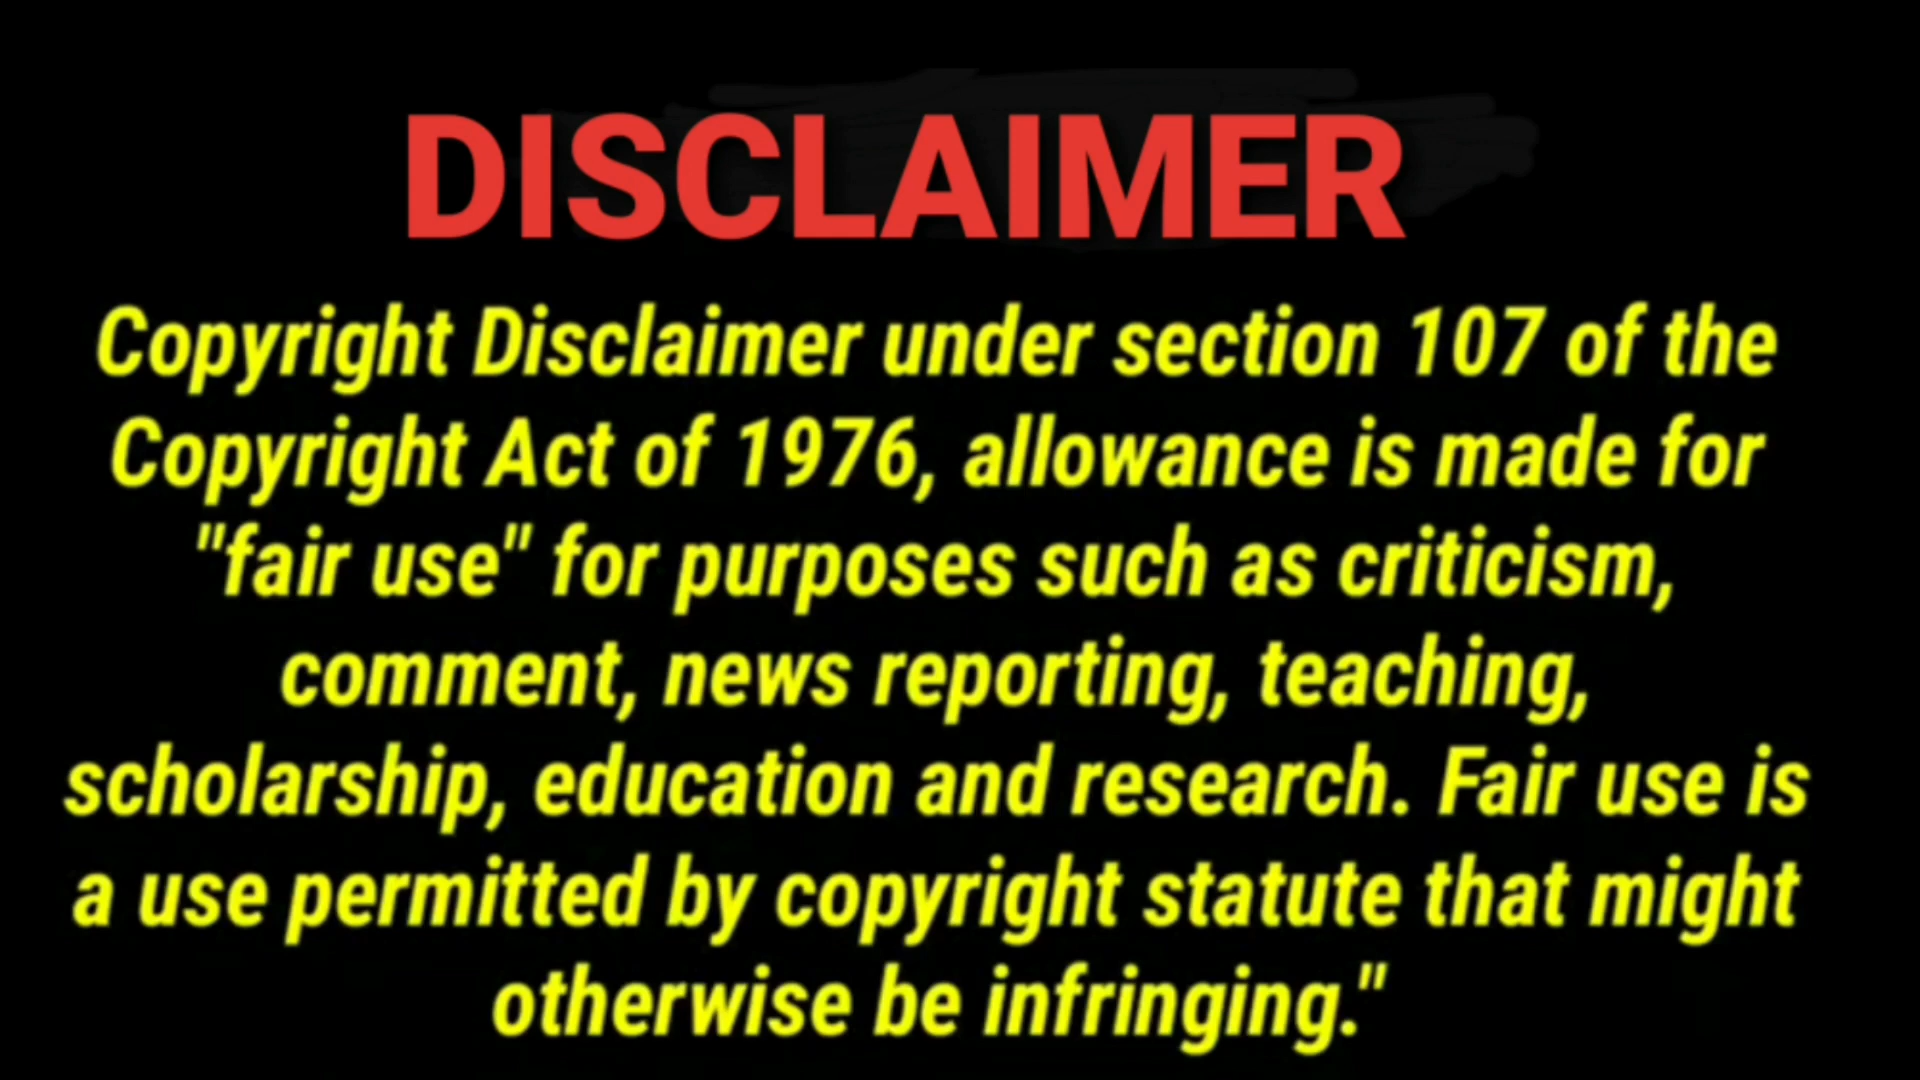 DISCLAIMER
Copyright Disclaimer under section 107 of the
Copyright Act of 1976, allowance is made for
"fair use" for purposes such as criticism,
comment, news reporting, teaching,
scholarship, education and research. Fair use is
a use permitted by copyright statute that might
otherwise be infringing."